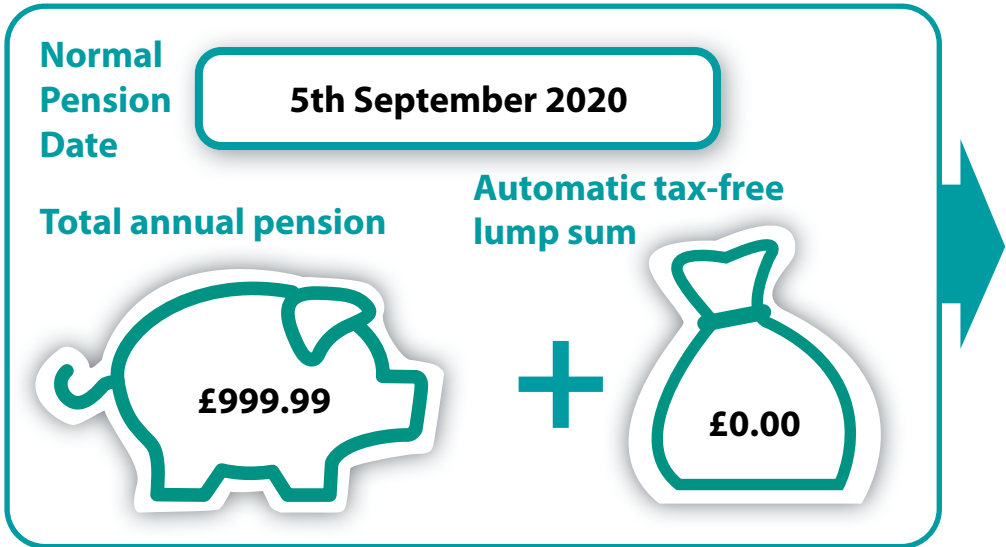 Normal
Pension
Date
5th September 2020
Total annual pension
Automatic tax-free
lump sum
£999.99
+
£0.00